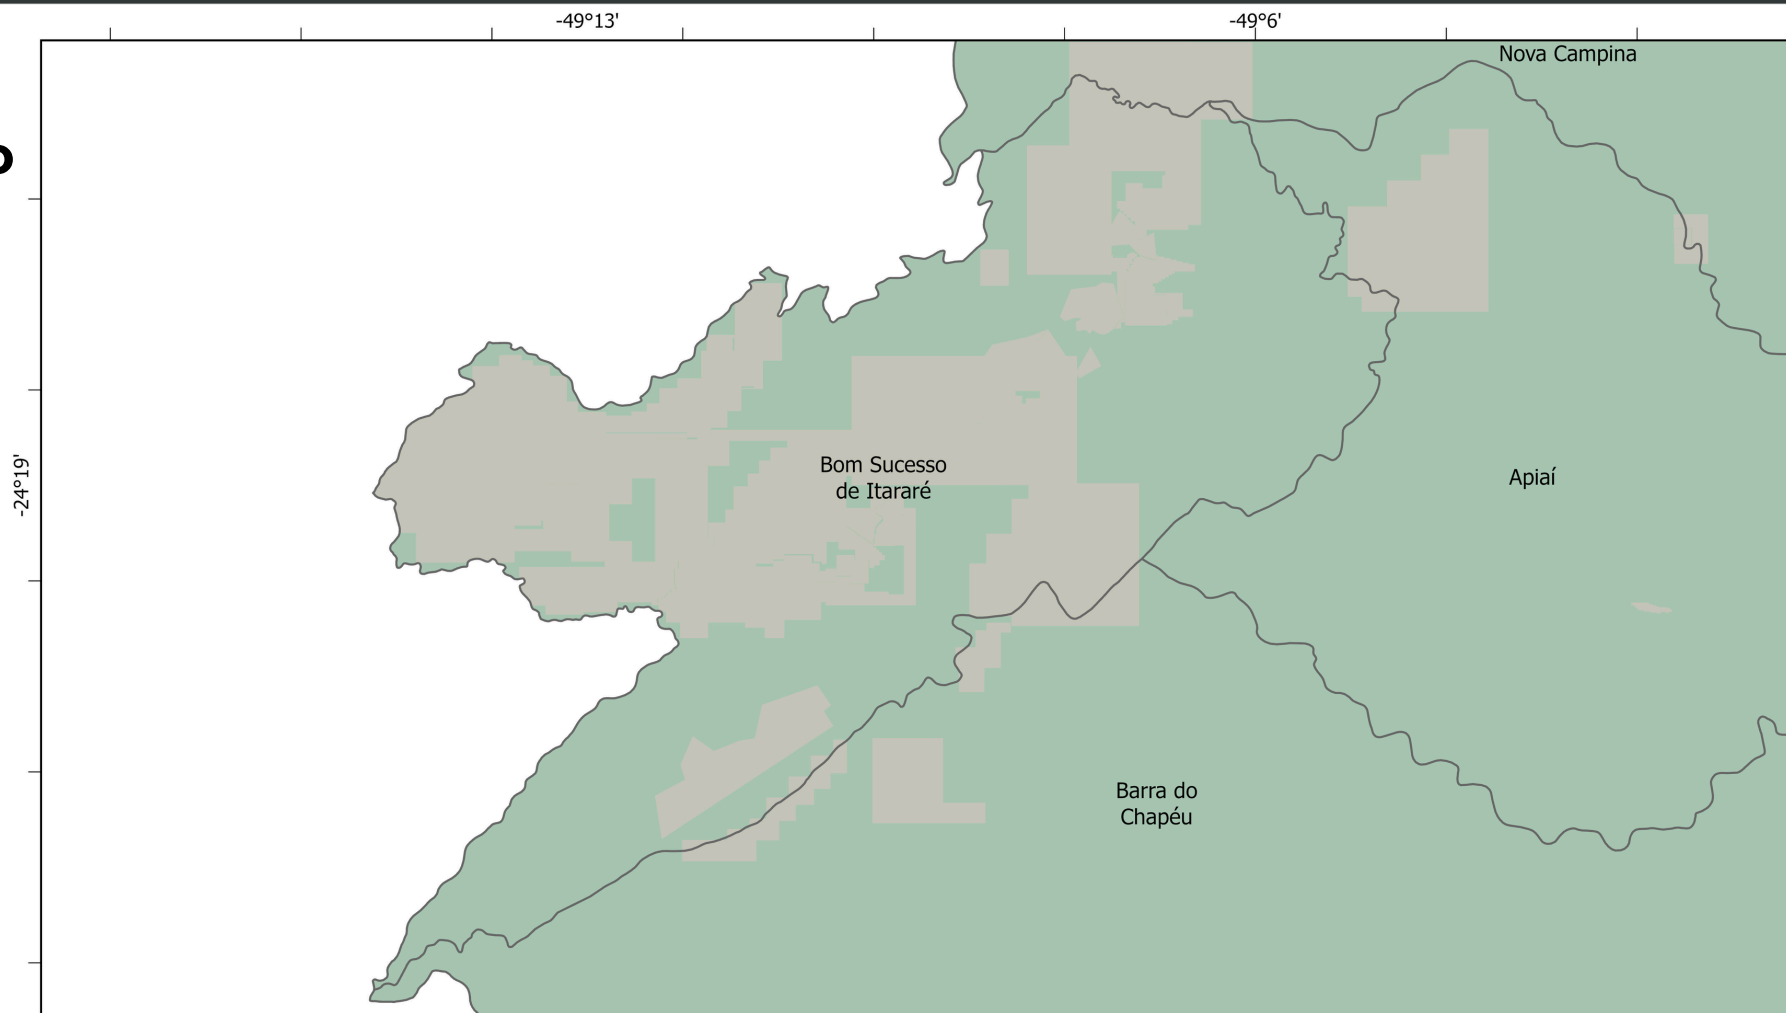 -49°13'
-49°6'
Nova Campina
-24°19'
Bom Sucesso
de Itararé
Apiaí
Barra do
Chapéu